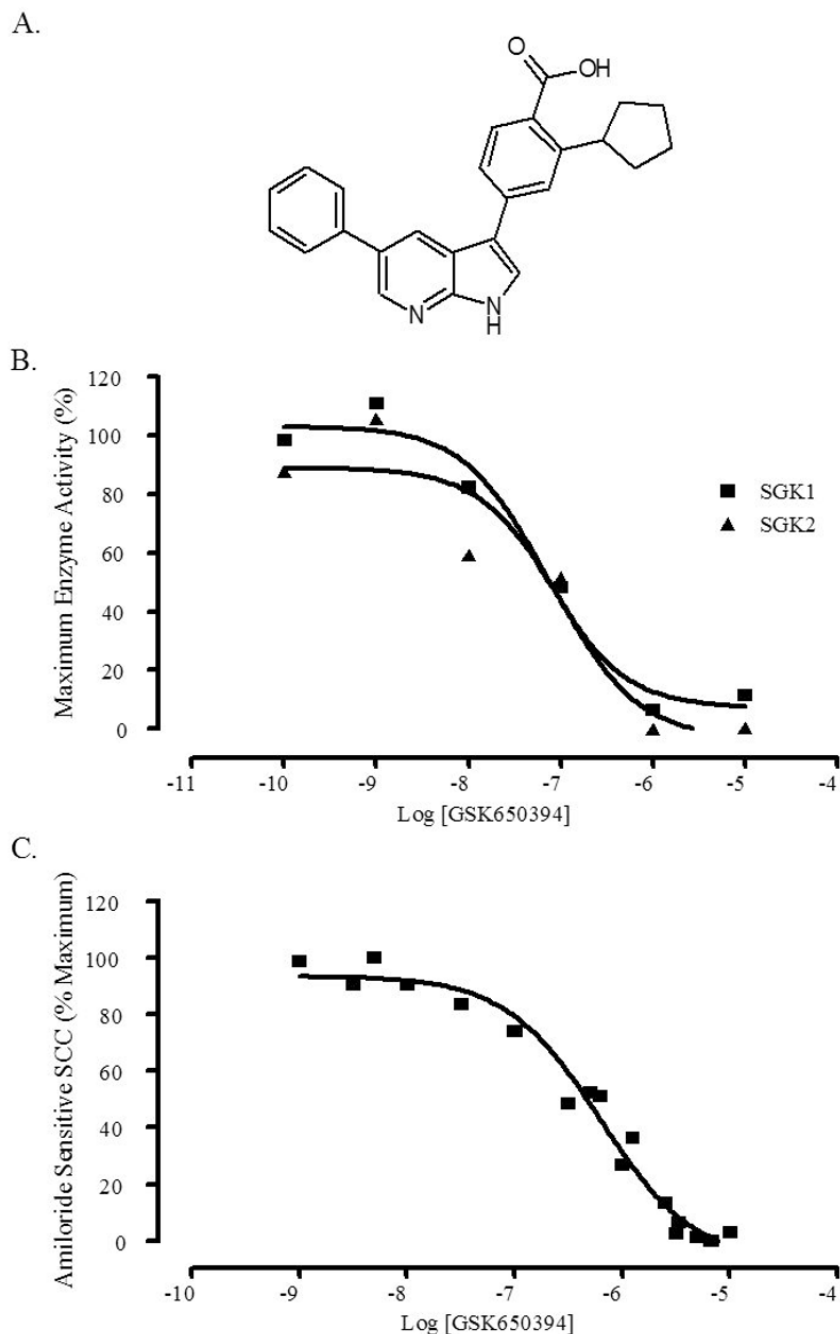 A.
O
OH
N
N
H
B.
Maximum Enzyme Activity (%)
120
100
80
60
40
20
0
SGK1
SGK2
-11 -10 -9 -8 -7 -6 -5 -4
Log [GSK650394]
C.
Amiloride Sensitive SCC (% Maximum)
120
100
80
60
40
20
0
-10 -9 -8 -7 -6 -5 -4
Log [GSK650394]